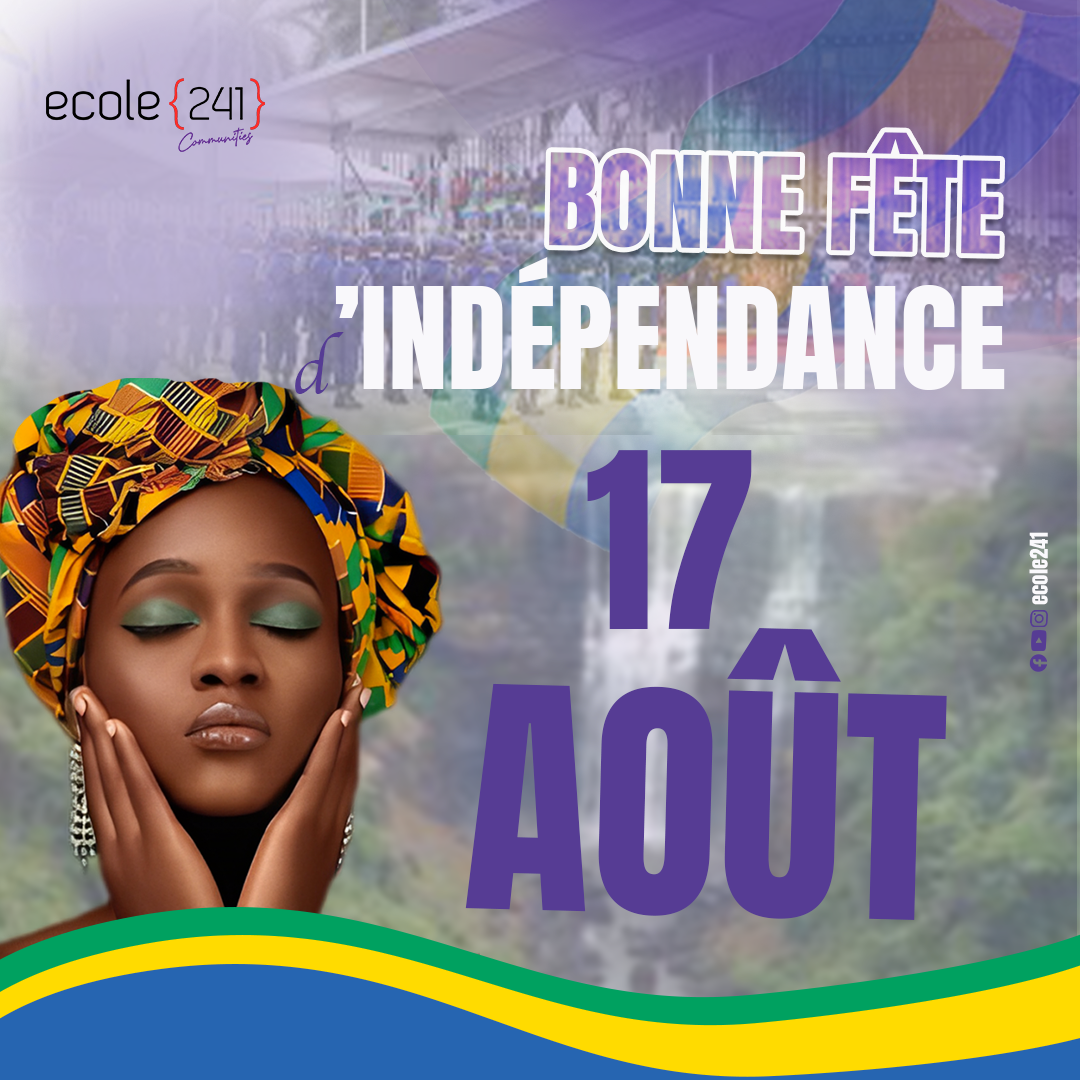 ecole {241}
Communities
BONNE FÊTE
d'INDÉPENDANCE
17
AOÛT
ecole241